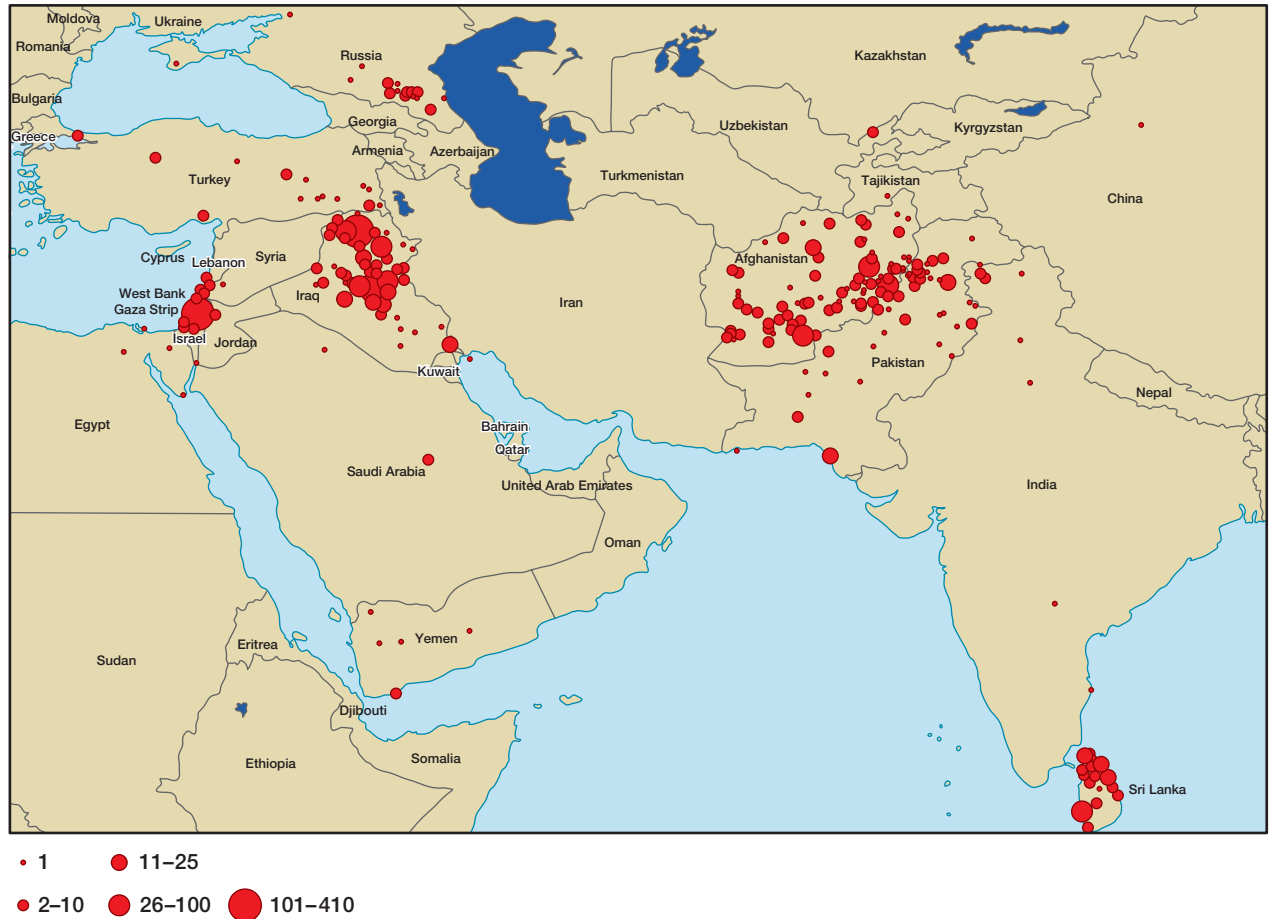 Moldova
Ukraine
Romania
Russia
Kazakhstan
Bulgaria
Greece
Georgia
Uzbekistan
Kyrgyzstan
Armenia
Azerbaijan
Turkey
Turkmenistan
Tajikistan
China
Cyprus
Lebanon
Syria
Afghanistan
West Bank
Gaza Strip
Iraq
Iran
Israel
Jordan
Pakistan
Kuwait
Nepal
Egypt
Bahrain
Qatar
Saudi Arabia
United Arab Emirates
India
Oman
Yemen
Eritrea
Sudan
Djibouti
Ethiopia
Somalia
Sri Lanka
1
11–25
2–10
26–100
101–410